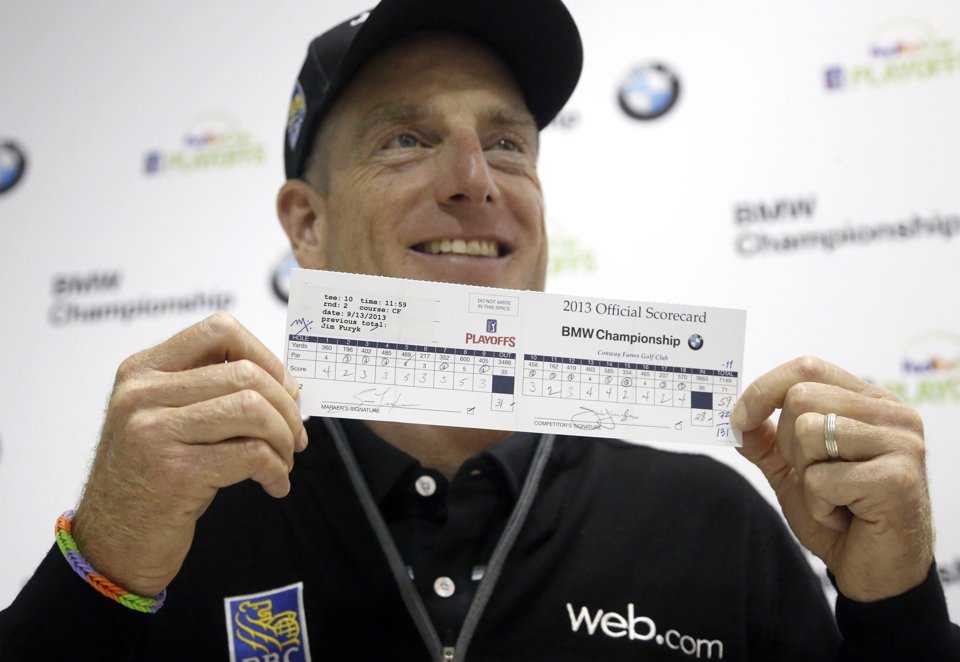 FedEx
PLAYOFFS
FedEx
PLAYOFFS
BMW
Championship
BMW
Championship
tee: 10 time: 11:59
rnd: 2 course: CF
date: 9/13/2013
previous total:
Jim Furyk
DO NOT WRITE
IN THIS SPACE
PLAYOFFS
2013 Official Scorecard
BMW Championship
Conway Farms Golf Club
HOLE 1 2 3 4 5 6 7 8 9 OUT
Yards 360 196 402 485 469 217 352 600 405 3486
Par 4 3 4 4 4 3 4 5 4 35
Score 4 2 3 3 5 3 3 5 3 31
MARKER'S SIGNATURE
10 11 12 13 14 15 16 17 18 IN TOTAL
458 162 419 463 585 334 465 207 570 3663 7149
4 3 4 4 5 4 4 3 5 36 71
3 2 3 4 4 2 4 2 4 28 59
COMPETITOR'S SIGNATURE
-11
72
131
RBC
web.com